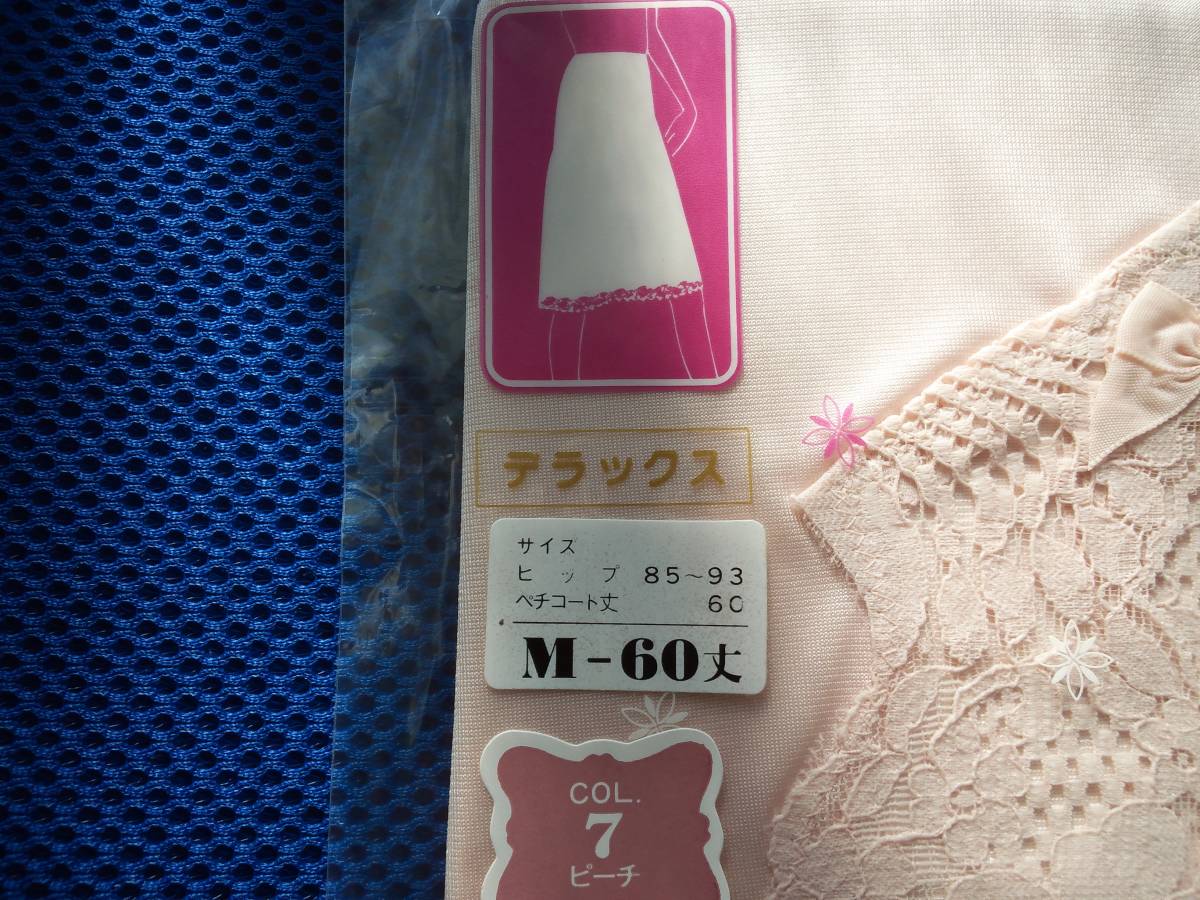 デラックス
サイズ
ヒップ 85～93
ペチコート丈 60
M-60丈
COL.
7
ピーチ